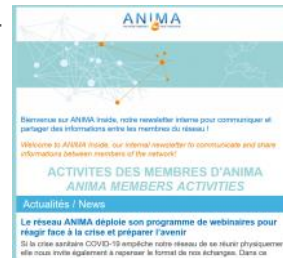 ANIMA
Bienvenue sur ANIMA Inside, notre newsletter interne pour communiquer et
partager des informations entre les membres du réseau !
Welcome to ANIMA Inside, our internal newsletter to communicate and share
informations between members of the network!
ACTIVITES DES MEMBRES D'ANIMA
ANIMA MEMBERS ACTIVITIES
Actualités / News
Le réseau ANIMA déploie son programme de webinaires pour
réagir face à la crise et préparer l'avenir
Si la crise sanitaire COVID-19 empêche notre réseau de se réunir physiquemen
elle nous invite également à repenser le format de nos échanges. Dans ce